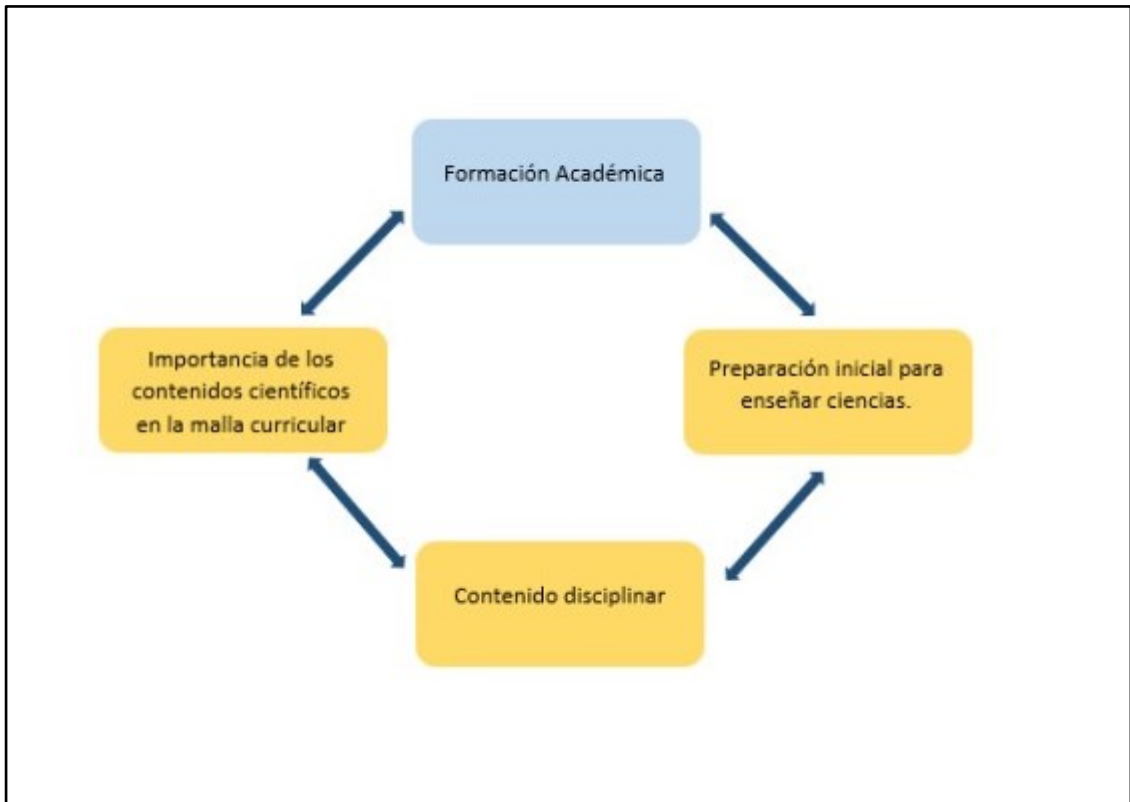 Formación Académica
Importancia de los
contenidos científicos
en la malla curricular
Preparación inicial para
enseñar ciencias.
Contenido disciplinar